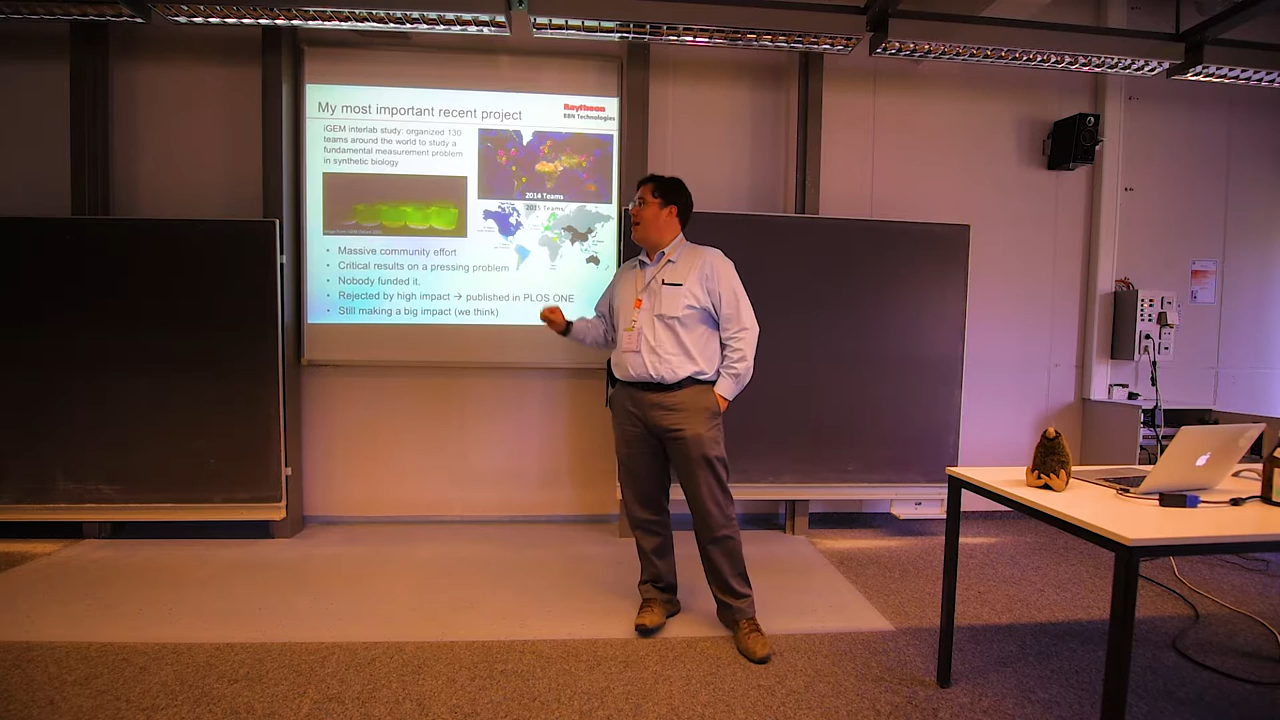 My most important recent project
Raytheon
BBN Technologies
iGEM interlab study: organized 130
teams around the world to study a
fundamental measurement problem
in synthetic biology
2014 Teams
2015 Teams
• Massive community effort
• Critical results on a pressing problem
• Nobody funded it.
• Rejected by high impact → published in PLOS ONE
• Still making a big impact (we think)